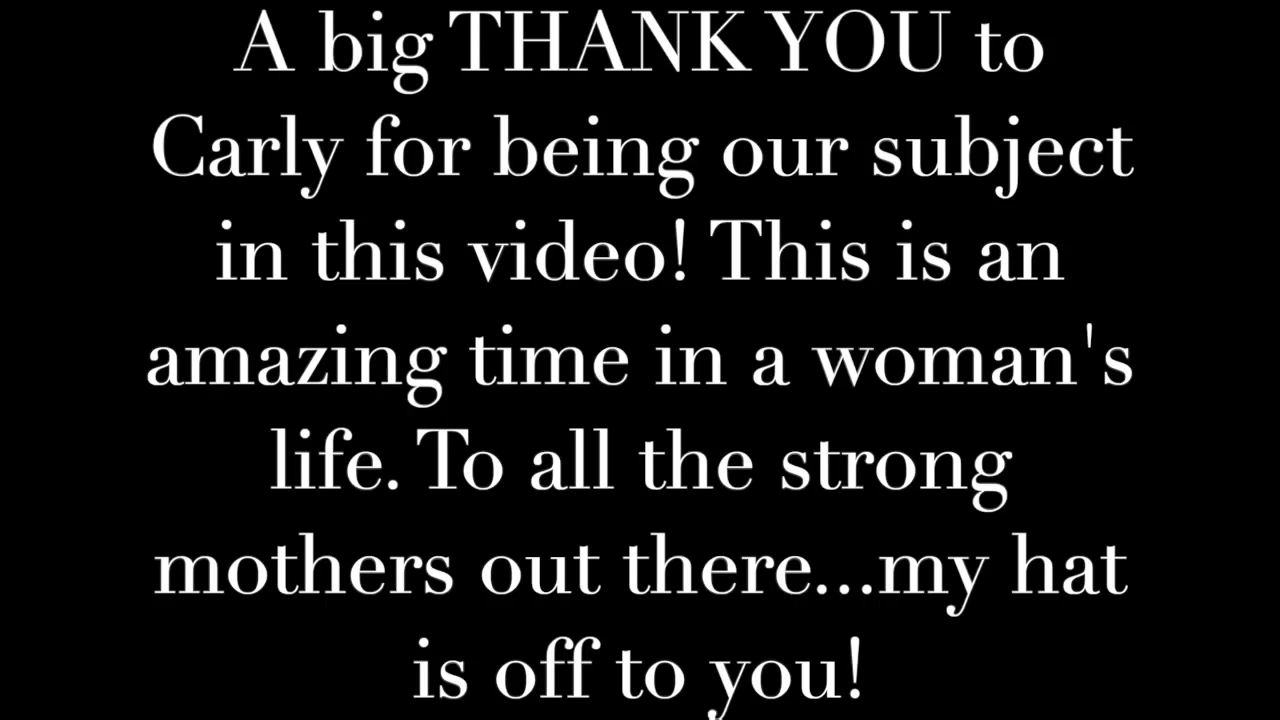 A big THANK YOU to
Carly for being our subject
in this video! This is an
amazing time in a woman's
life. To all the strong
mothers out there...my hat
is off to you!